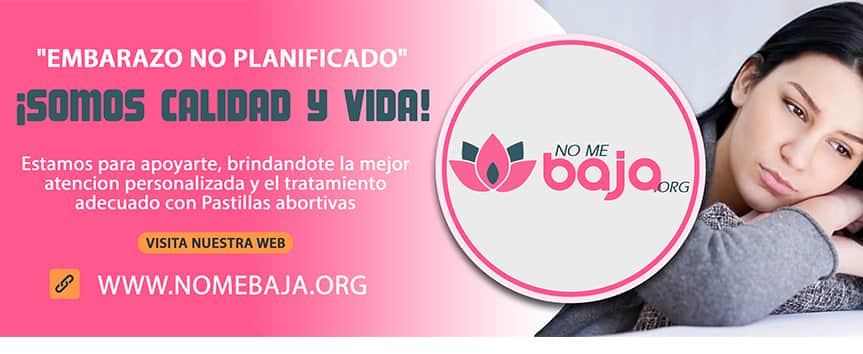 "EMBARAZO NO PLANIFICADO"
¡SOMOS CALIDAD Y VIDA!
Estamos para apoyarte, brindandote la mejor
atencion personalizada y el tratamiento
adecuado con Pastillas abortivas
VISITA NUESTRA WEB
WWW.NOMEBAJA.ORG
NO ME
baja.ORG